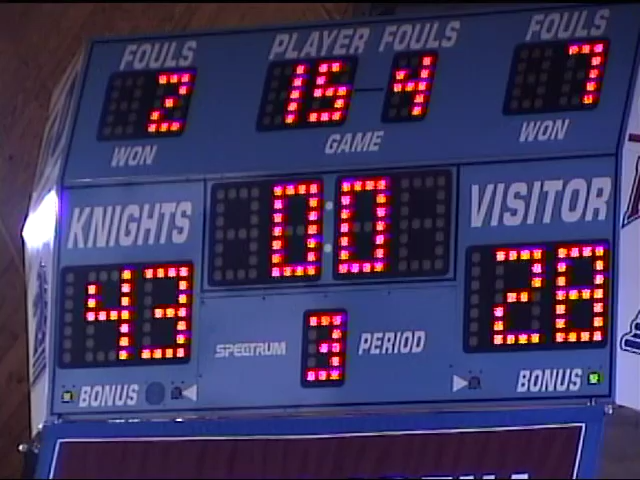 FOULS PLAYER FOULS FOULS
2 15-4 7
WON GAME WON
KNIGHTS 0:0 VISITOR
43 28
SPECTRUM 3 PERIOD
BONUS BONUS